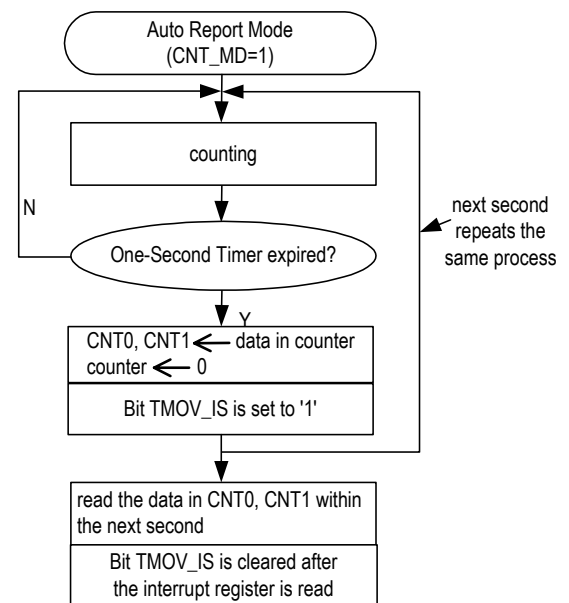 Auto Report Mode
(CNT_MD=1)
counting
N
next second
repeats the
same process
One-Second Timer expired?
Y
CNT0, CNT1 ← data in counter
counter ← 0
Bit TMOV_IS is set to '1'
read the data in CNT0, CNT1 within
the next second
Bit TMOV_IS is cleared after
the interrupt register is read